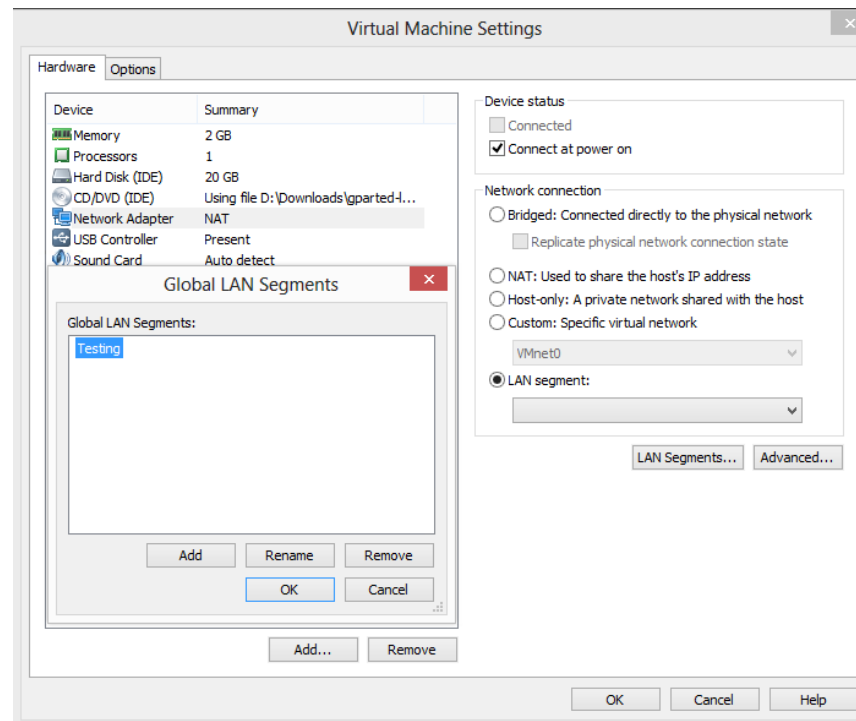 Virtual Machine Settings
Hardware Options
Device Summary
Memory 2 GB
Processors 1
Hard Disk (IDE) 20 GB
CD/DVD (IDE) Using file D:\Downloads\gparted-l...
Network Adapter NAT
USB Controller Present
Sound Card Auto detect
Global LAN Segments
Global LAN Segments:
Testing
Add Rename Remove
OK Cancel
Add... Remove
Device status
Connected
Connect at power on
Network connection
Bridged: Connected directly to the physical network
Replicate physical network connection state
NAT: Used to share the host's IP address
Host-only: A private network shared with the host
Custom: Specific virtual network
VMnet0
LAN segment:
LAN Segments... Advanced...
OK Cancel Help